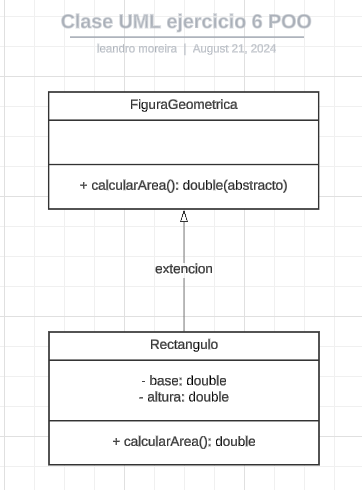 Clase UML ejercicio 6 POO
leandro moreira | August 21, 2024
FiguraGeometrica
+ calcularArea(): double(abstracto)
extencion
Rectangulo
- base: double
- altura: double
+ calcularArea(): double